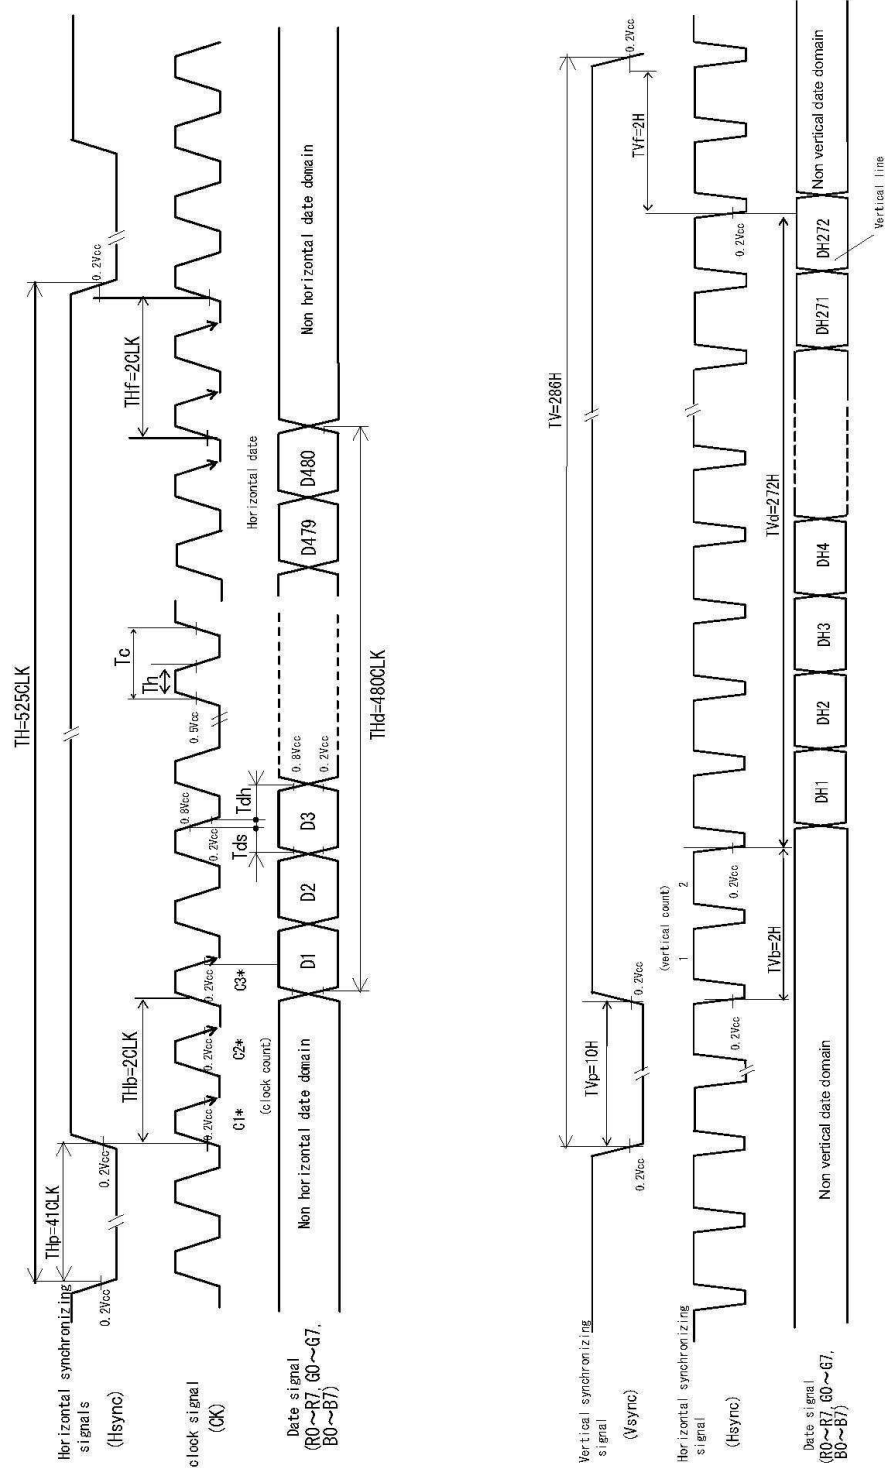 TH=525CLK
THp=41CLK
THb=2CLK
THf=2CLK
0.2Vcc
0.2Vcc
0.2Vcc
Horizontal synchronizing
signals
(Hsync)
Tc
Th
0.5Vcc
0.8Vcc
0.2Vcc
0.2Vcc
0.2Vcc
0.2Vcc
clock signal
(CK)
C1*
C2*
C3*
(clock count)
Tds
Tdh
Horizontal date
0.8Vcc
0.2Vcc
Date signal
(R0～R7, G0～G7,
B0～B7)
Non horizontal date domain
D1
D2
D3
D479
D480
Non horizontal date domain
THd=480CLK
TV=286H
TVp=10H
TVf=2H
0.2Vcc
0.2Vcc
0.2Vcc
Vertical synchronizing
signal
(Vsync)
(vertical count)
1
2
TVb=2H
TVd=272H
0.2Vcc
0.2Vcc
0.2Vcc
Horizontal synchronizing
signal
(Hsync)
Date signal
(R0～R7, G0～G7,
B0～B7)
Non vertical date domain
DH1
DH2
DH3
DH4
DH271
DH272
Non vertical date domain
Vertical line